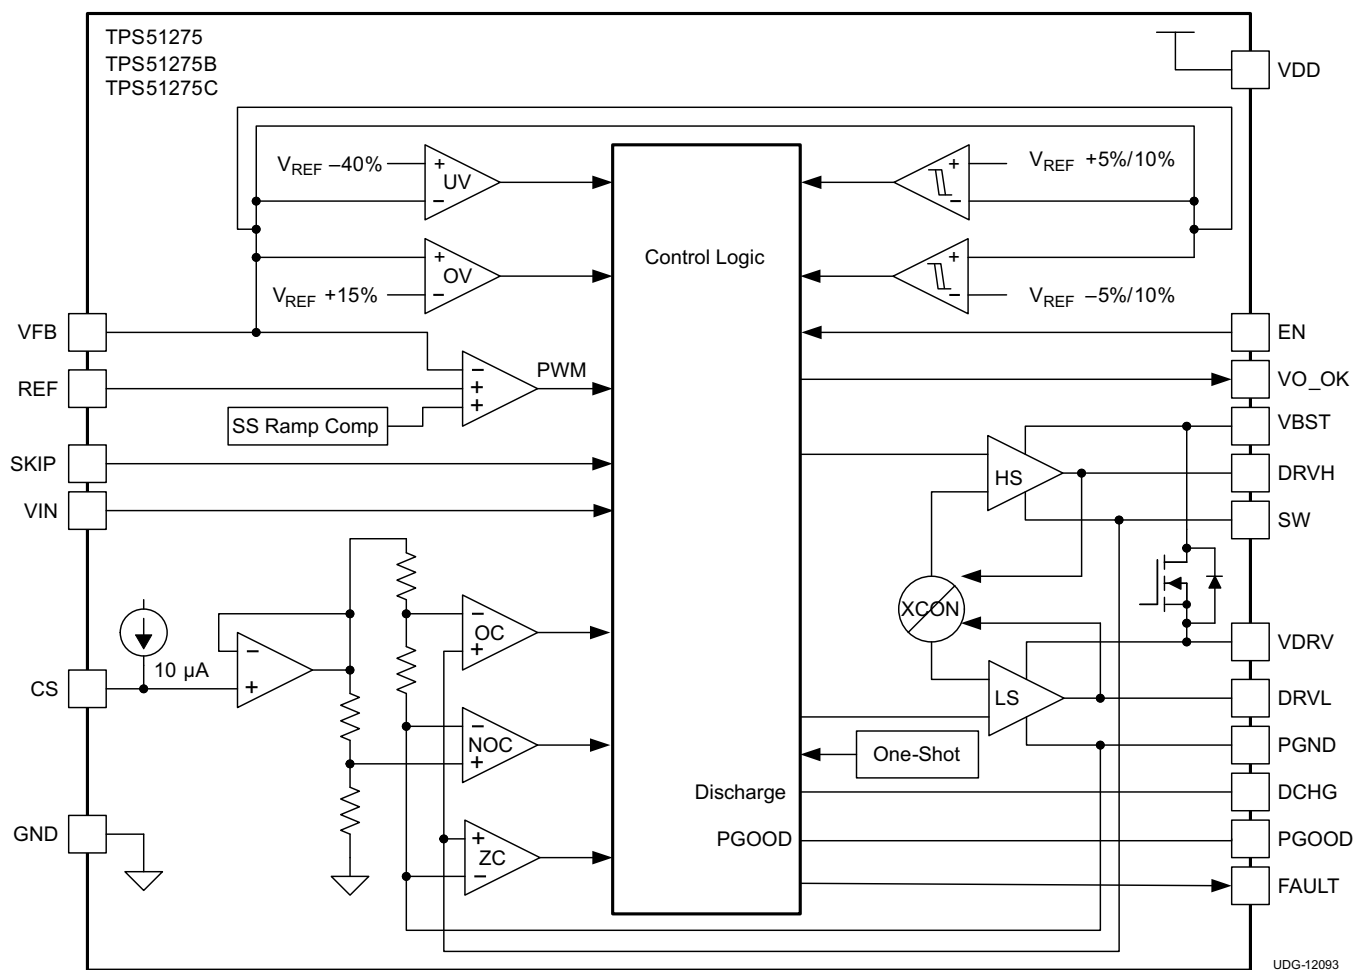 TPS51275
TPS51275B
TPS51275C
VDD
VREF –40%
+
UV
–
VREF +5%/10%
+
–
Control Logic
+
OV
–
VREF +15%
+
–
VREF –5%/10%
VFB
EN
REF
–
+
+
PWM
VO_OK
SS Ramp Comp
VBST
SKIP
HS
DRVH
VIN
SW
XCON
–
OC
+
–
+
10 µA
CS
VDRV
LS
DRVL
–
NOC
+
One-Shot
PGND
Discharge
DCHG
GND
+
ZC
–
PGOOD
PGOOD
FAULT
UDG-12093